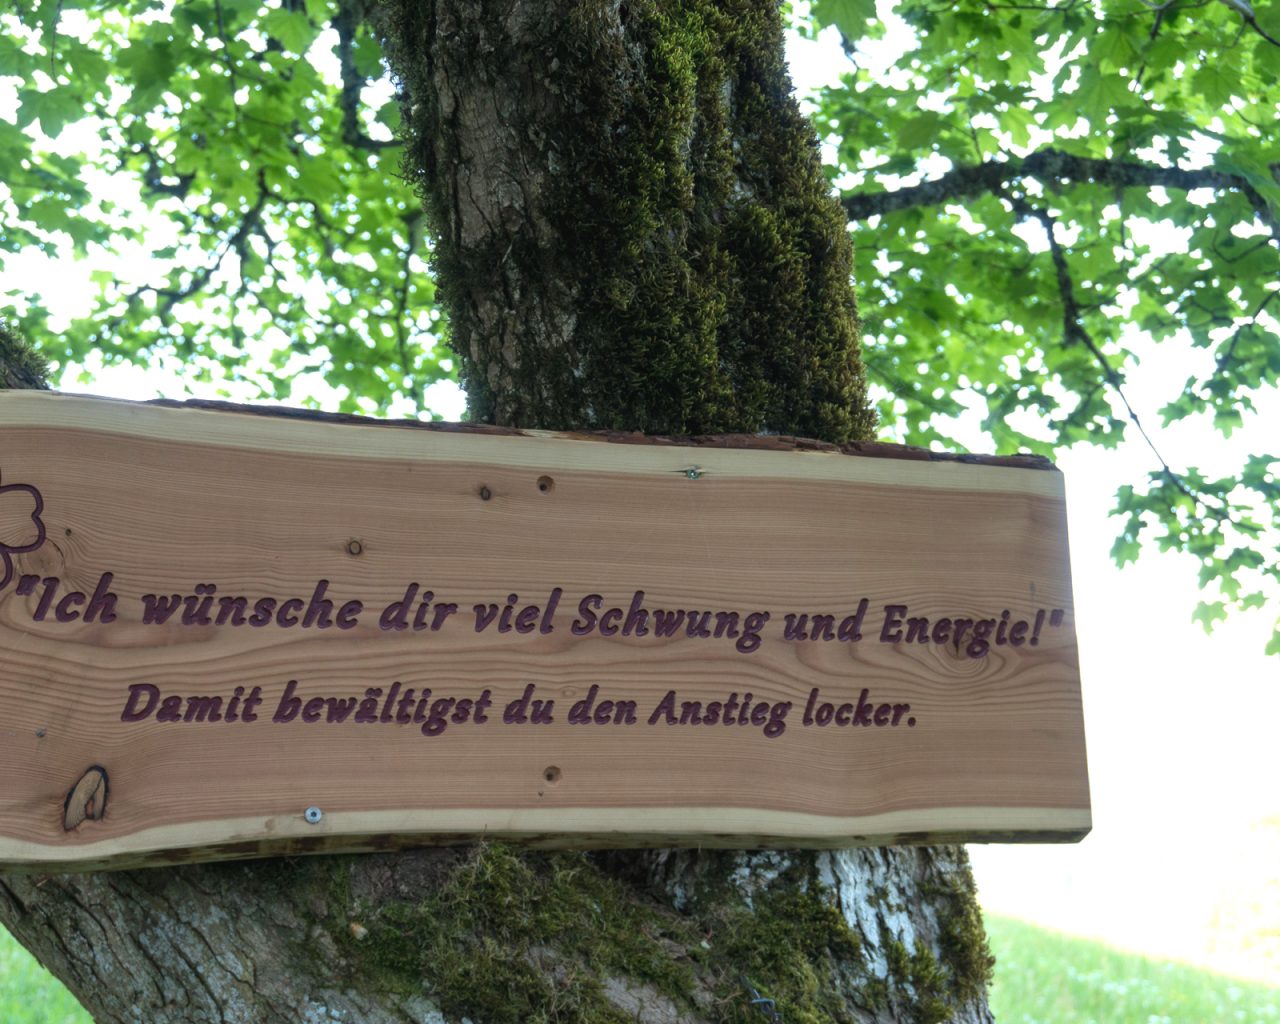 "Ich wünsche dir viel Schwung und Energie!"
Damit bewältigst du den Anstieg locker.